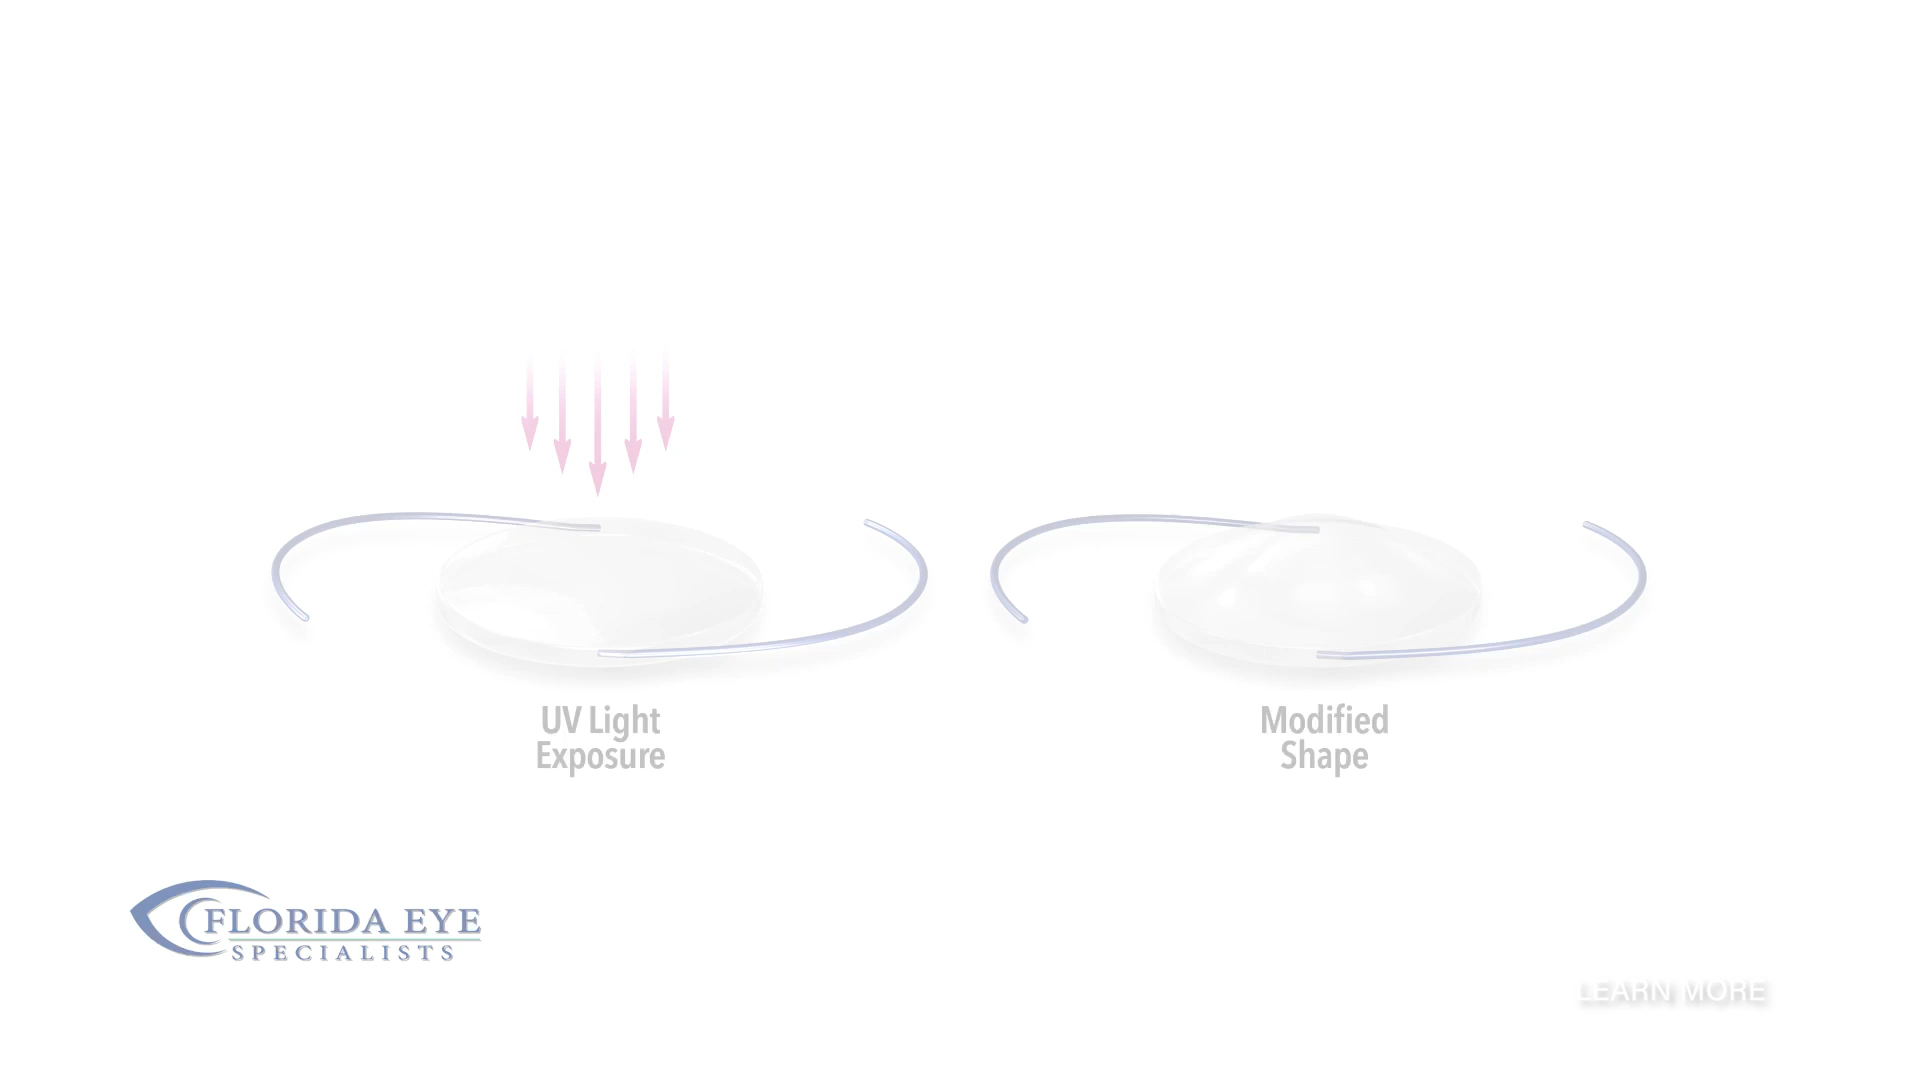 UV Light
Exposure
Modified
Shape
FLORIDA EYE
SPECIALISTS
LEARN MORE